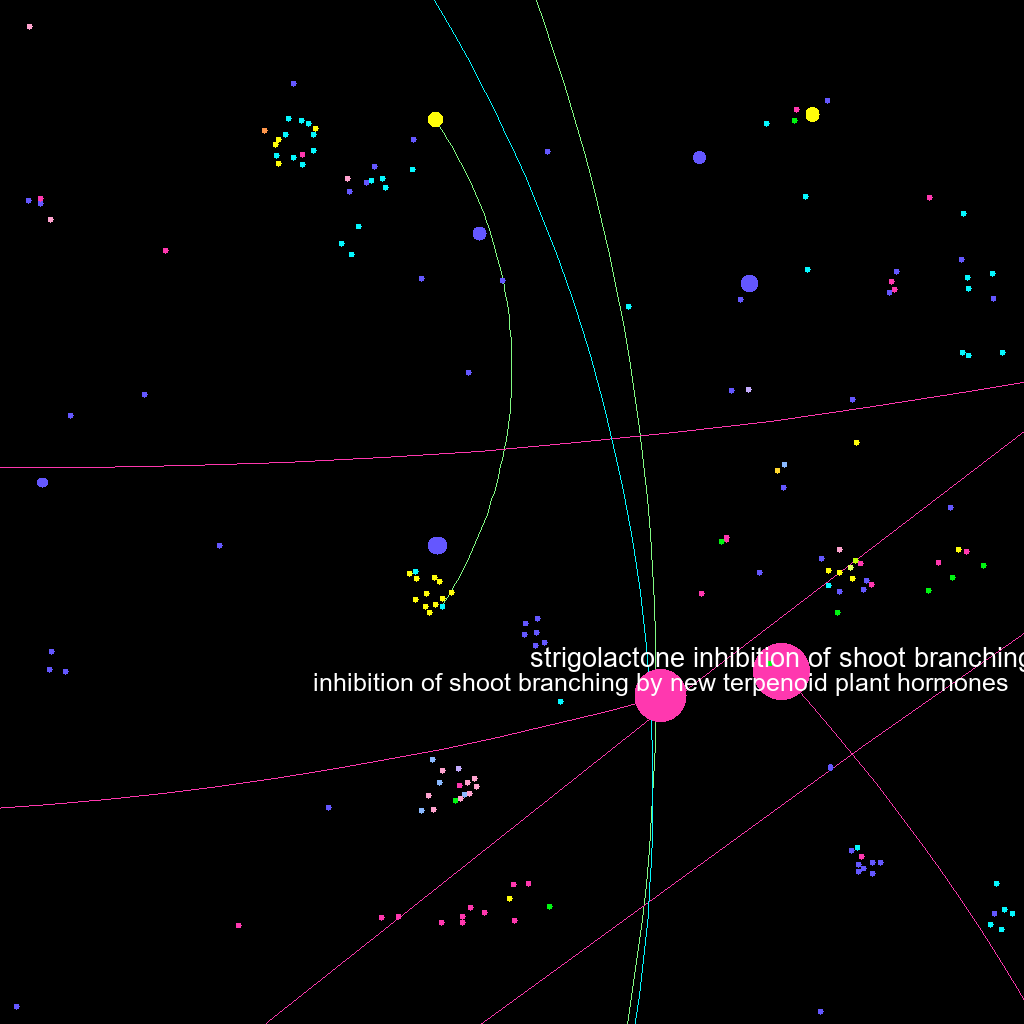 strigolactone inhibition of shoot branching
inhibition of shoot branching by new terpenoid plant hormones